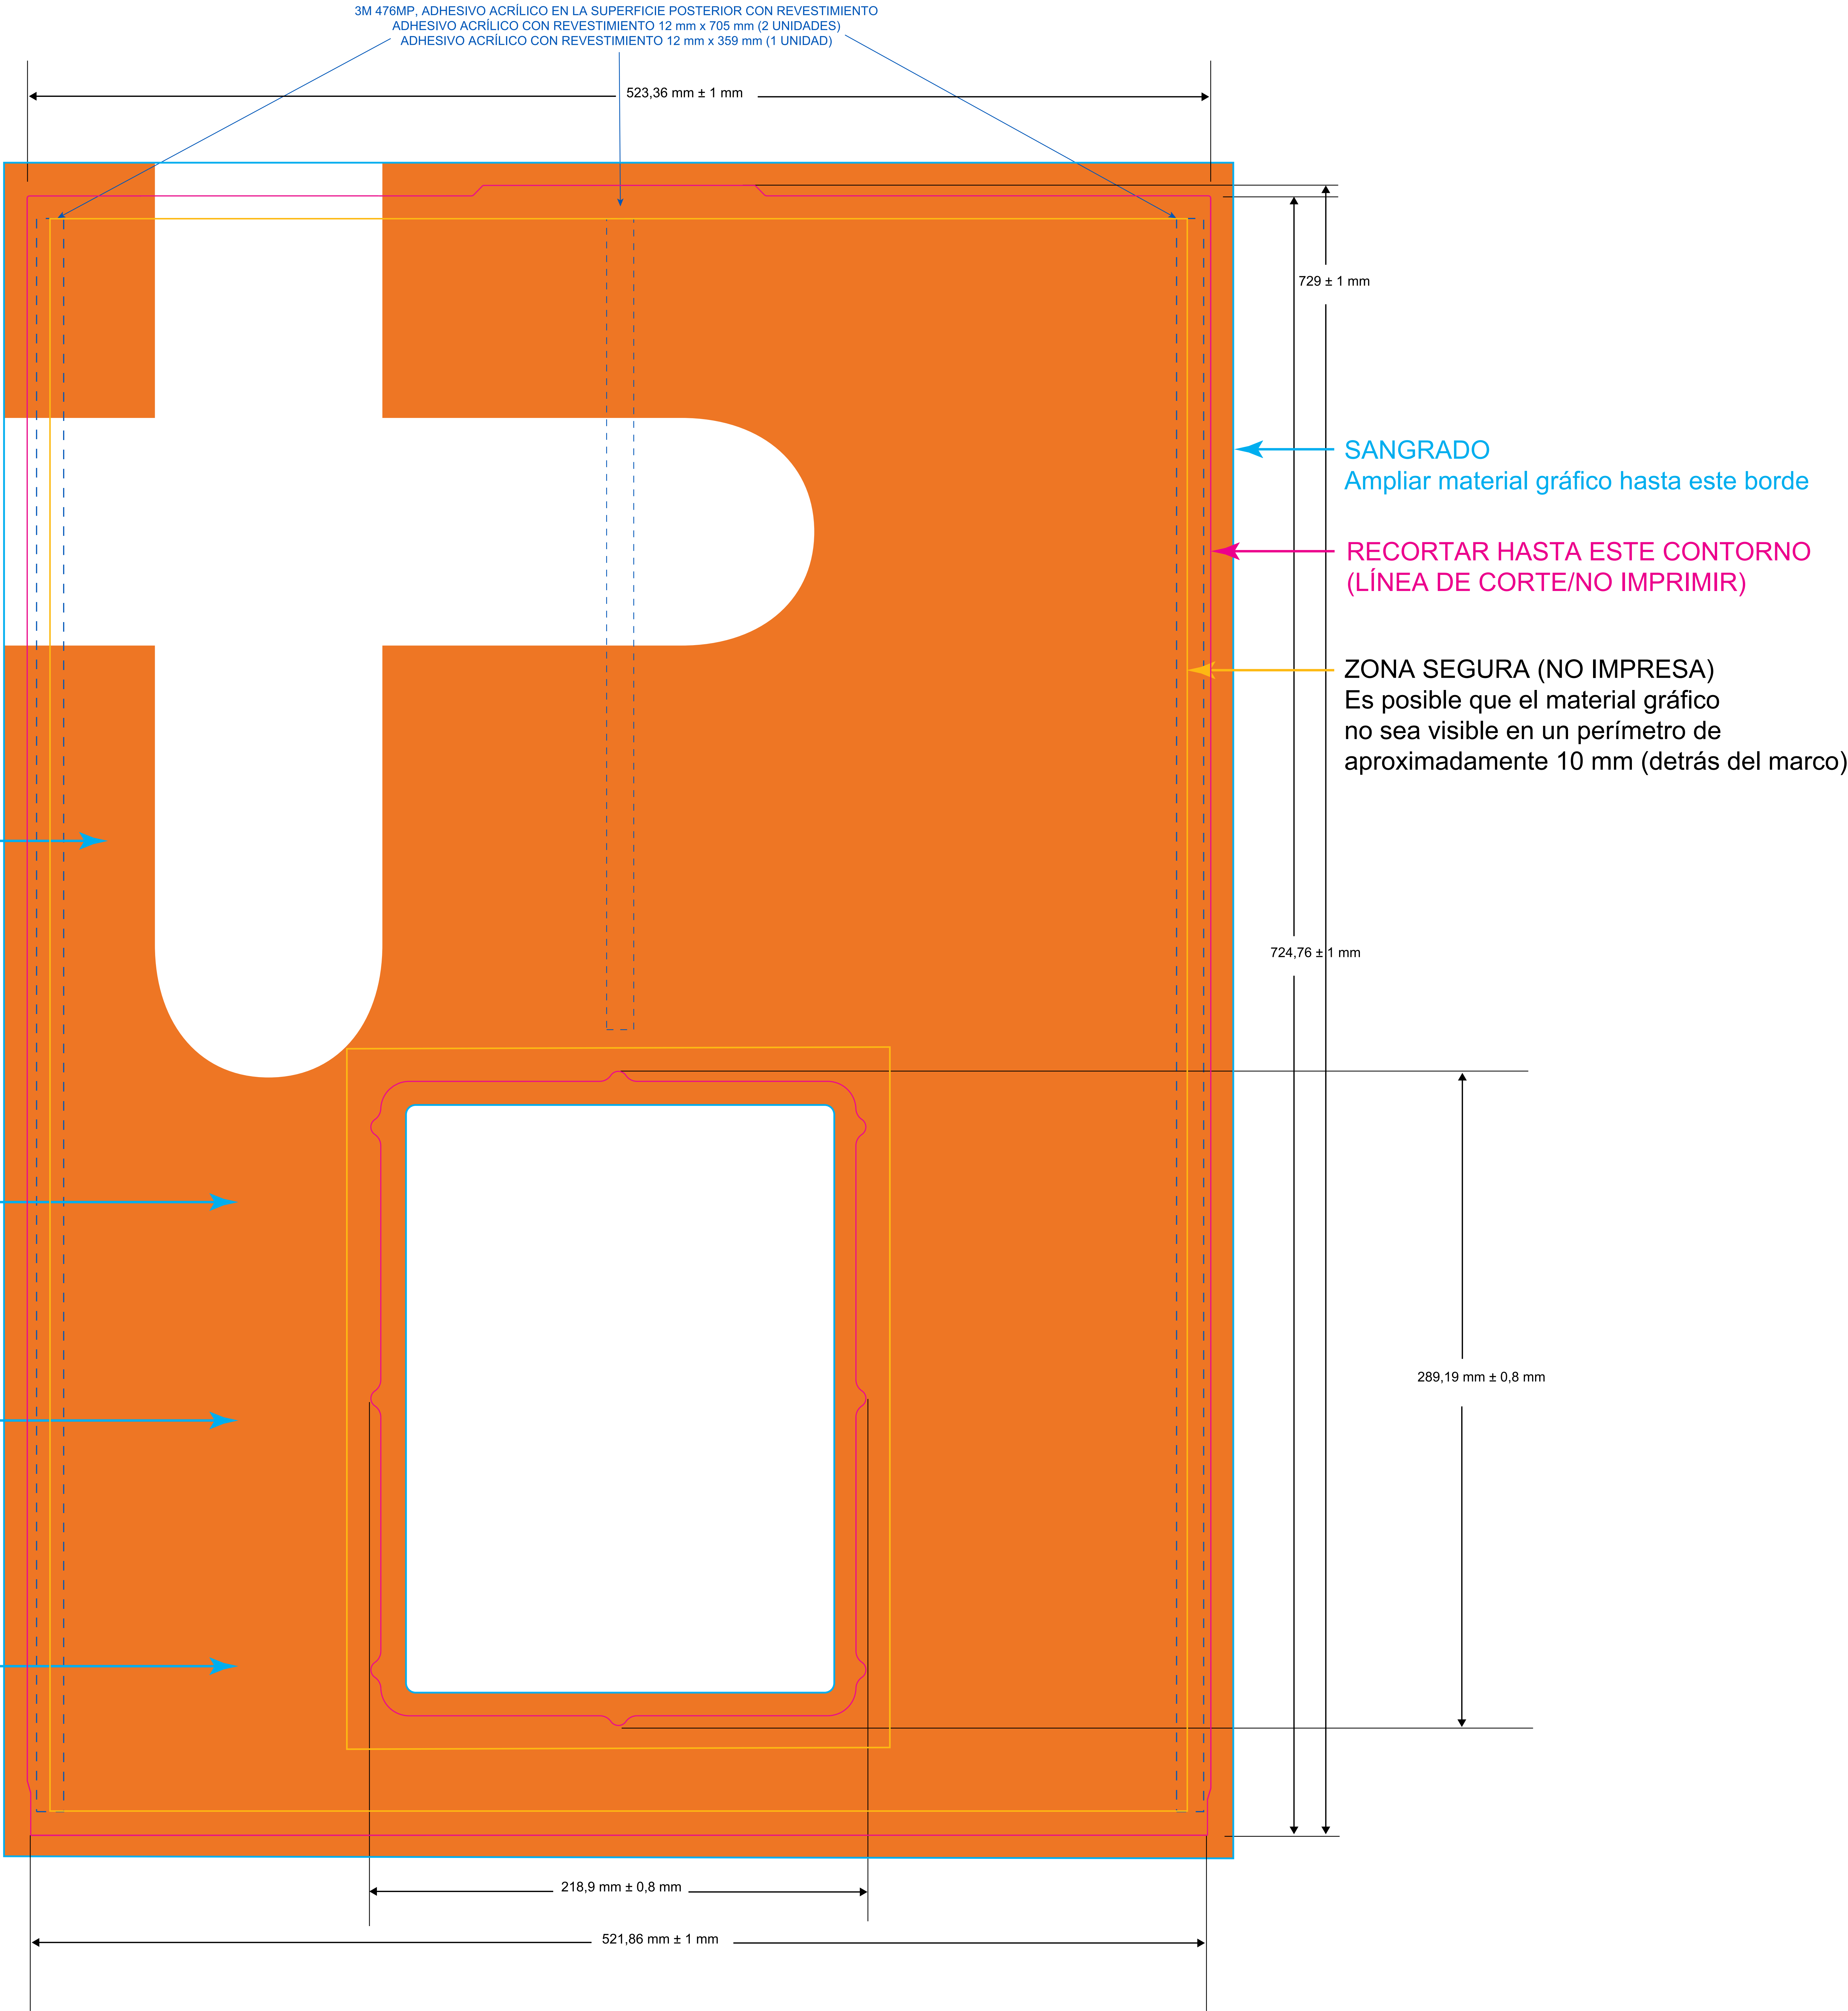 3M 476MP, ADHESIVO ACRÍLICO EN LA SUPERFICIE POSTERIOR CON REVESTIMIENTO
ADHESIVO ACRÍLICO CON REVESTIMIENTO 12 mm x 705 mm (2 UNIDADES)
ADHESIVO ACRÍLICO CON REVESTIMIENTO 12 mm x 359 mm (1 UNIDAD)
523,36 mm ± 1 mm
729 ± 1 mm
SANGRADO
Ampliar material gráfico hasta este borde
RECORTAR HASTA ESTE CONTORNO
(LÍNEA DE CORTE/NO IMPRIMIR)
ZONA SEGURA (NO IMPRESA)
Es posible que el material gráfico
no sea visible en un perímetro de
aproximadamente 10 mm (detrás del marco)
724,76 ± 1 mm
289,19 mm ± 0,8 mm
218,9 mm ± 0,8 mm
521,86 mm ± 1 mm